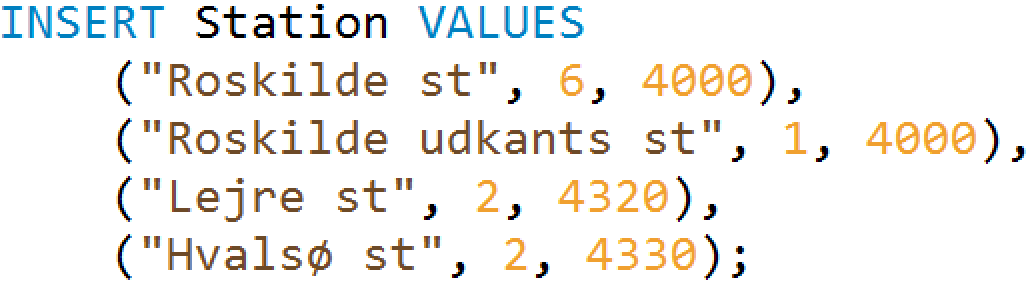 INSERT Station VALUES
("Roskilde st", 6, 4000),
("Roskilde udkants st", 1, 4000),
("Lejre st", 2, 4320),
("Hvalsø st", 2, 4330);